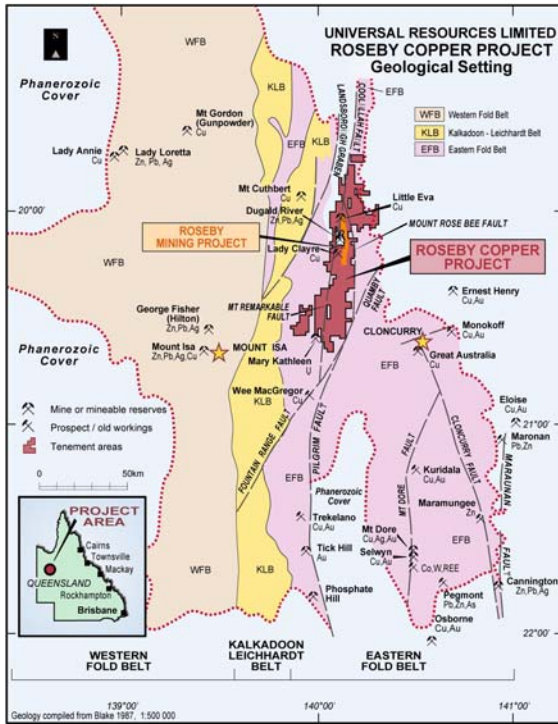 UNIVERSAL RESOURCES LIMITED
ROSEBY COPPER PROJECT
Geological Setting
N
WFB
KLB
EFB
Phanerozoic
Cover
LANDSBOROUGH GRABEN
COOLULLAH FAULT
EFB
WFB Western Fold Belt
KLB Kalkadoon - Leichhardt Belt
EFB Eastern Fold Belt
Mt Gordon
(Gunpowder)
Cu
KLB
EFB
Lady Annie
Cu
Lady Loretta
Zn, Pb, Ag
Mt Cuthbert
Cu
Little Eva
Cu
Dugald River
Zn,Pb,Ag
20°00'
MOUNT ROSE BEE FAULT
ROSEBY
MINING PROJECT
Lady Clayre
Cu
ROSEBY COPPER
PROJECT
WFB
QUAMBY FAULT
Ernest Henry
Cu,Au
MT REMARKABLE
FAULT
George Fisher
(Hilton)
Zn,Pb,Ag
Monokoff
Cu,Au
CLONCURRY
Phanerozoic
Cover
Mount Isa
Zn,Pb,Ag,Cu
MOUNT ISA
Mary Kathleen
U
Great Australia
Cu
EFB
Wee MacGregor
Cu
KLB
Eloise
Cu,Au
Mine or mineable reserves
Prospect / old workings
Tenement areas
21°00'
Maronan
Pb,Zn
0 50km
FOUNTAIN RANGE FAULT
PILGRIM FAULT
FAULT
MT DORE
CLONCURRY FAULT
MARAUNAN
FAULT
Kuridala
Cu,Au
EFB
Phanerozoic
Cover
Maramungee
Zn
PROJECT
AREA
Trekelano
Cu,Au
Mt Dore
Cu,Ag,Au
EFB
Cairns
Townsville
Mackay
QUEENSLAND
Rockhampton
Brisbane
Tick Hill
Au
Selwyn
Cu,Au
Co,W,REE
WFB
KLB
Phosphate
Hill
Pegmont
Pb,Zn,As
Cannington
Zn,Pb,Ag
Osborne
Cu,Au
22°00'
WESTERN
FOLD BELT
KALKADOON
LEICHHARDT
BELT
EASTERN
FOLD BELT
139°00'
140°00'
141°00'
Geology compiled from Blake 1987, 1:500 000